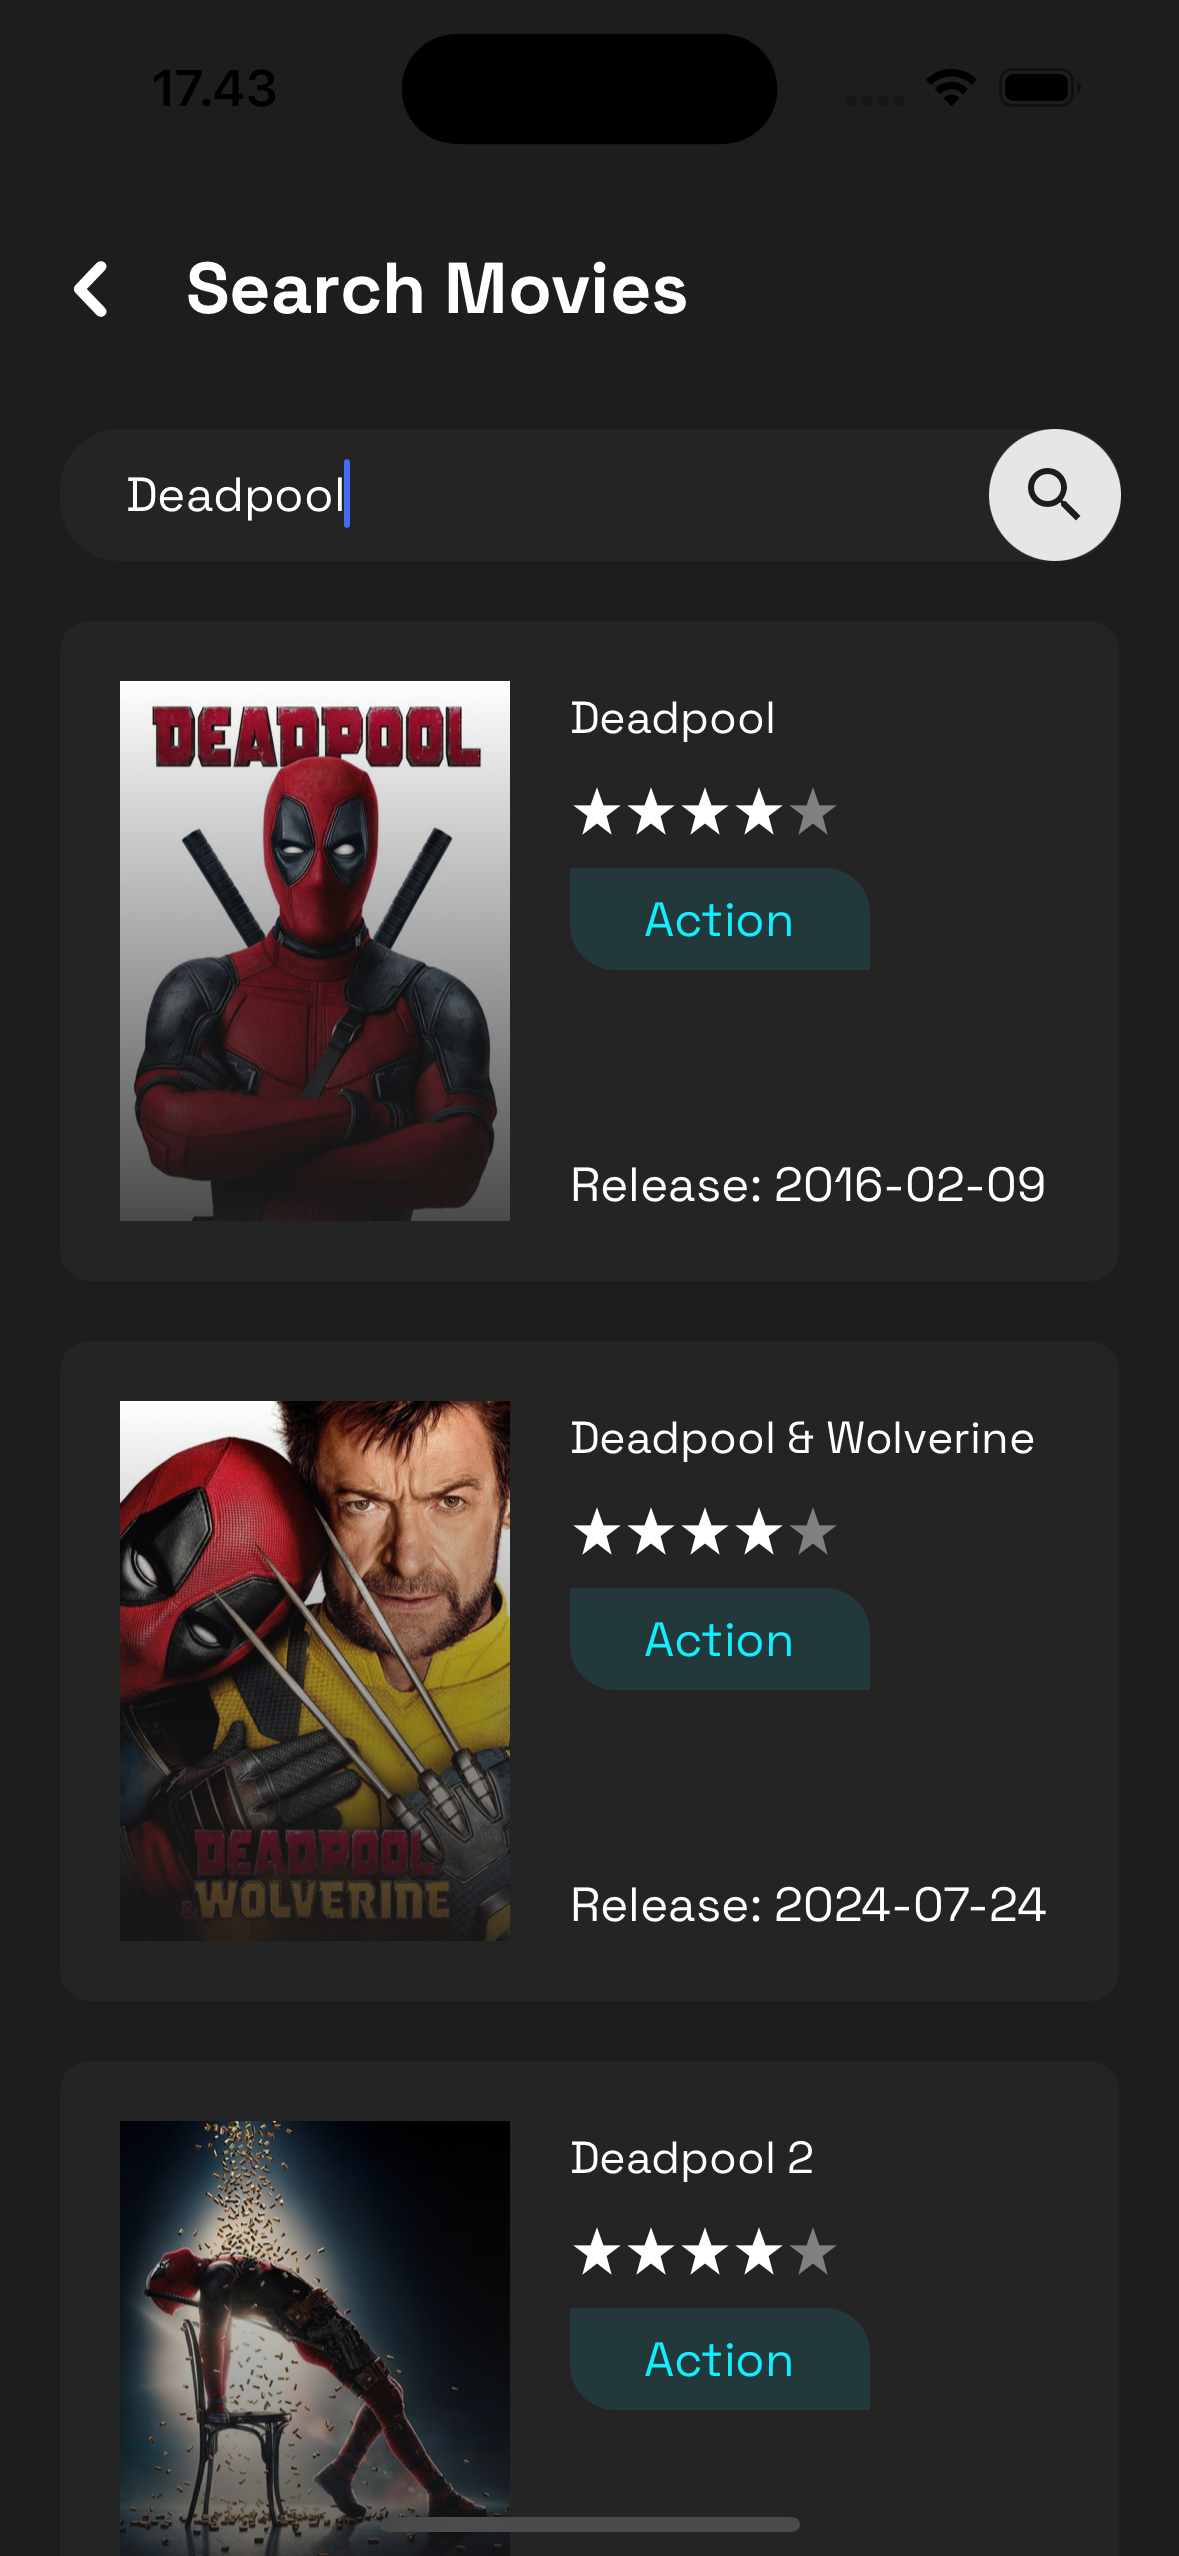 17.43
Search Movies
Deadpool
DEADPOOL
Deadpool
Action
Release: 2016-02-09
Deadpool & Wolverine
Action
DEADPOOL
&WOLVERINE
Release: 2024-07-24
Deadpool 2
Action